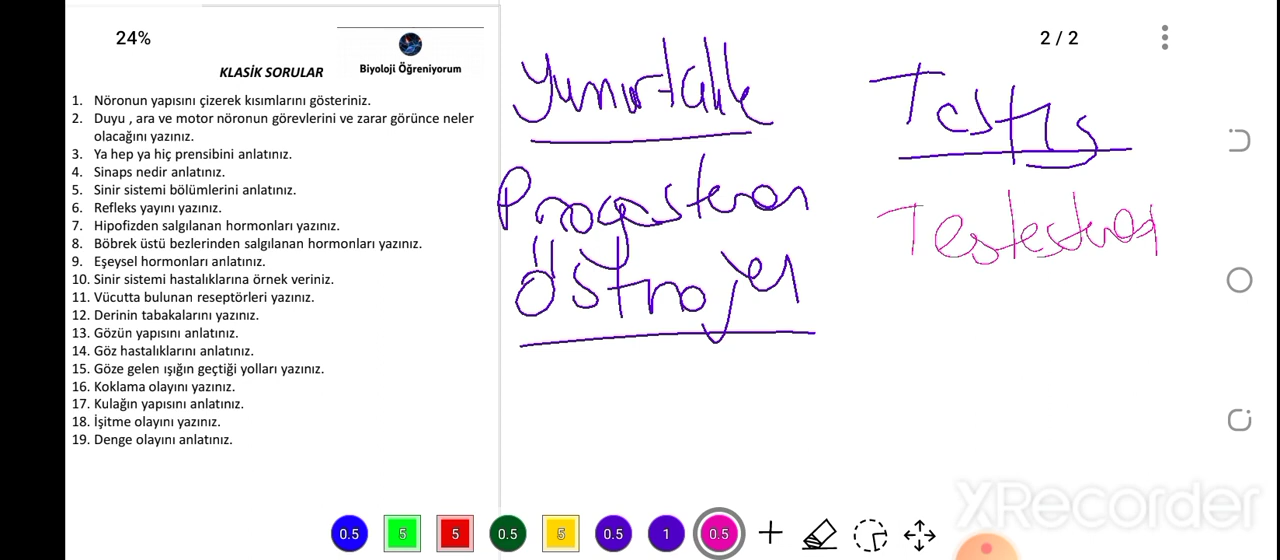 24%
2 / 2
Biyoloji Öğreniyorum
KLASİK SORULAR
1. Nöronun yapısını çizerek kısımlarını gösteriniz.
2. Duyu , ara ve motor nöronun görevlerini ve zarar görünce neler
olacağını yazınız.
3. Ya hep ya hiç prensibini anlatınız.
4. Sinaps nedir anlatınız.
5. Sinir sistemi bölümlerini anlatınız.
6. Refleks yayını yazınız.
7. Hipofizden salgılanan hormonları yazınız.
8. Böbrek üstü bezlerinden salgılanan hormonları yazınız.
9. Eşeysel hormonları anlatınız.
10. Sinir sistemi hastalıklarına örnek veriniz.
11. Vücutta bulunan reseptörleri yazınız.
12. Derinin tabakalarını yazınız.
13. Gözün yapısını anlatınız.
14. Göz hastalıklarını anlatınız.
15. Göze gelen ışığın geçtiği yolları yazınız.
16. Koklama olayını yazınız.
17. Kulağın yapısını anlatınız.
18. İşitme olayını yazınız.
19. Denge olayını anlatınız.
Yumurtalık
Progesteron
östrojen
Testis
Testesteron
0.5 5 5 0.5 5 0.5 1 0.5
XRecorder